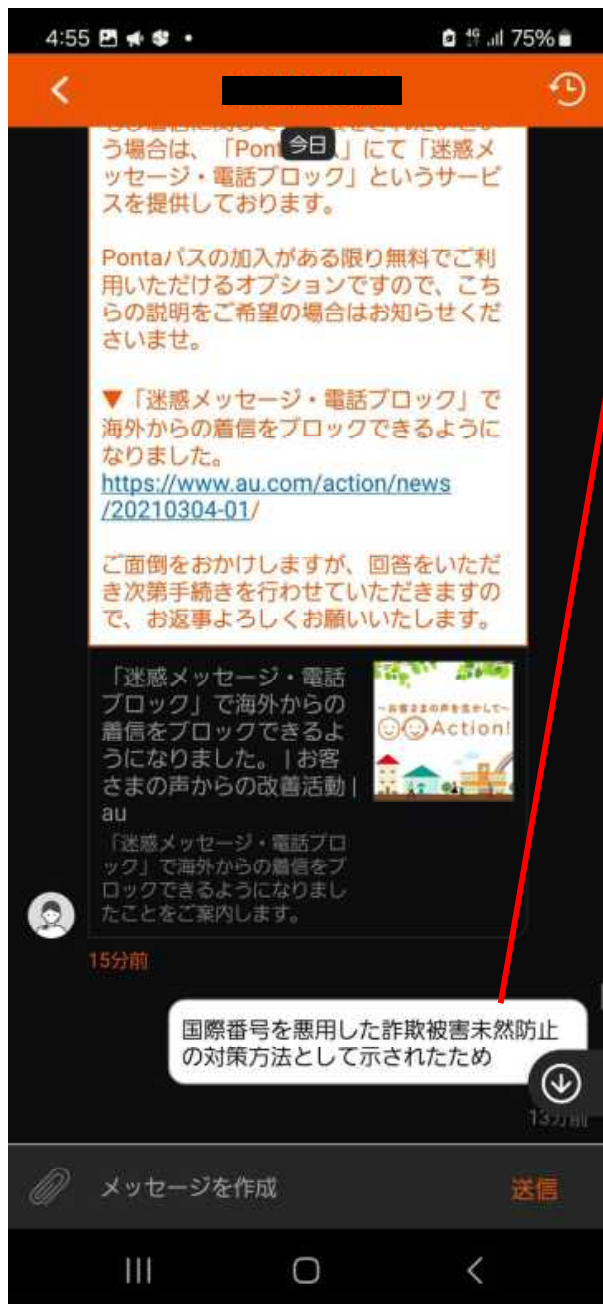 4:55
4G
75%
今日
う場合は、「Pont
ス」にて「迷惑メ
ッセージ・電話ブロック」というサービ
スを提供しております。
Pontaパスの加入がある限り無料でご利
用いただけるオプションですので、こち
らの説明をご希望の場合はお知らせくだ
さいませ。
▼「迷惑メッセージ・電話ブロック」で
海外からの着信をブロックできるように
なりました。
https://www.au.com/action/news
/20210304-01/
ご面倒をおかけしますが、回答をいただ
き次第手続きを行わせていただきますの
で、お返事よろしくお願いいたします。
「迷惑メッセージ・電話
ブロック」で海外からの
着信をブロックできるよ
うになりました。 | お客
さまの声からの改善活動 |
au
~お客さまの声を生かして~
Action!
「迷惑メッセージ・電話ブロ
ック」で海外からの着信をブ
ロックできるようになりまし
たことをご案内します。
15分前
国際番号を悪用した詐欺被害未然防止
の対策方法として示されたため
13分前
メッセージを作成
送信